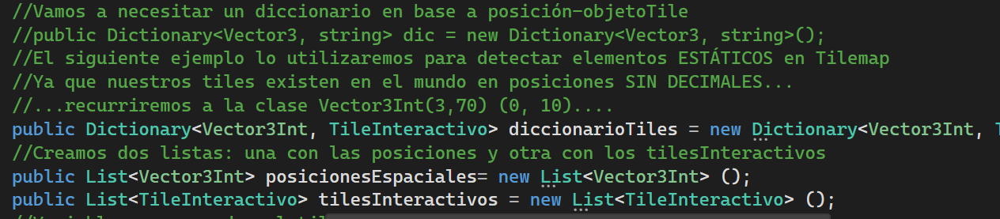 //Vamos a necesitar un diccionario en base a posición-objetoTile
//public Dictionary<Vector3, string> dic = new Dictionary<Vector3, string>();
//El siguiente ejemplo lo utilizaremos para detectar elementos ESTÁTICOS en Tilemap
//Ya que nuestros tiles existen en el mundo en posiciones SIN DECIMALES...
//...recurriremos a la clase Vector3Int(3,70) (0, 10)....
public Dictionary<Vector3Int, TileInteractivo> diccionarioTiles = new Dictionary<Vector3Int,
//Creamos dos listas: una con las posiciones y otra con los tilesInteractivos
public List<Vector3Int> posicionesEspaciales= new List<Vector3Int> ();
public List<TileInteractivo> tilesInteractivos = new List<TileInteractivo> ();